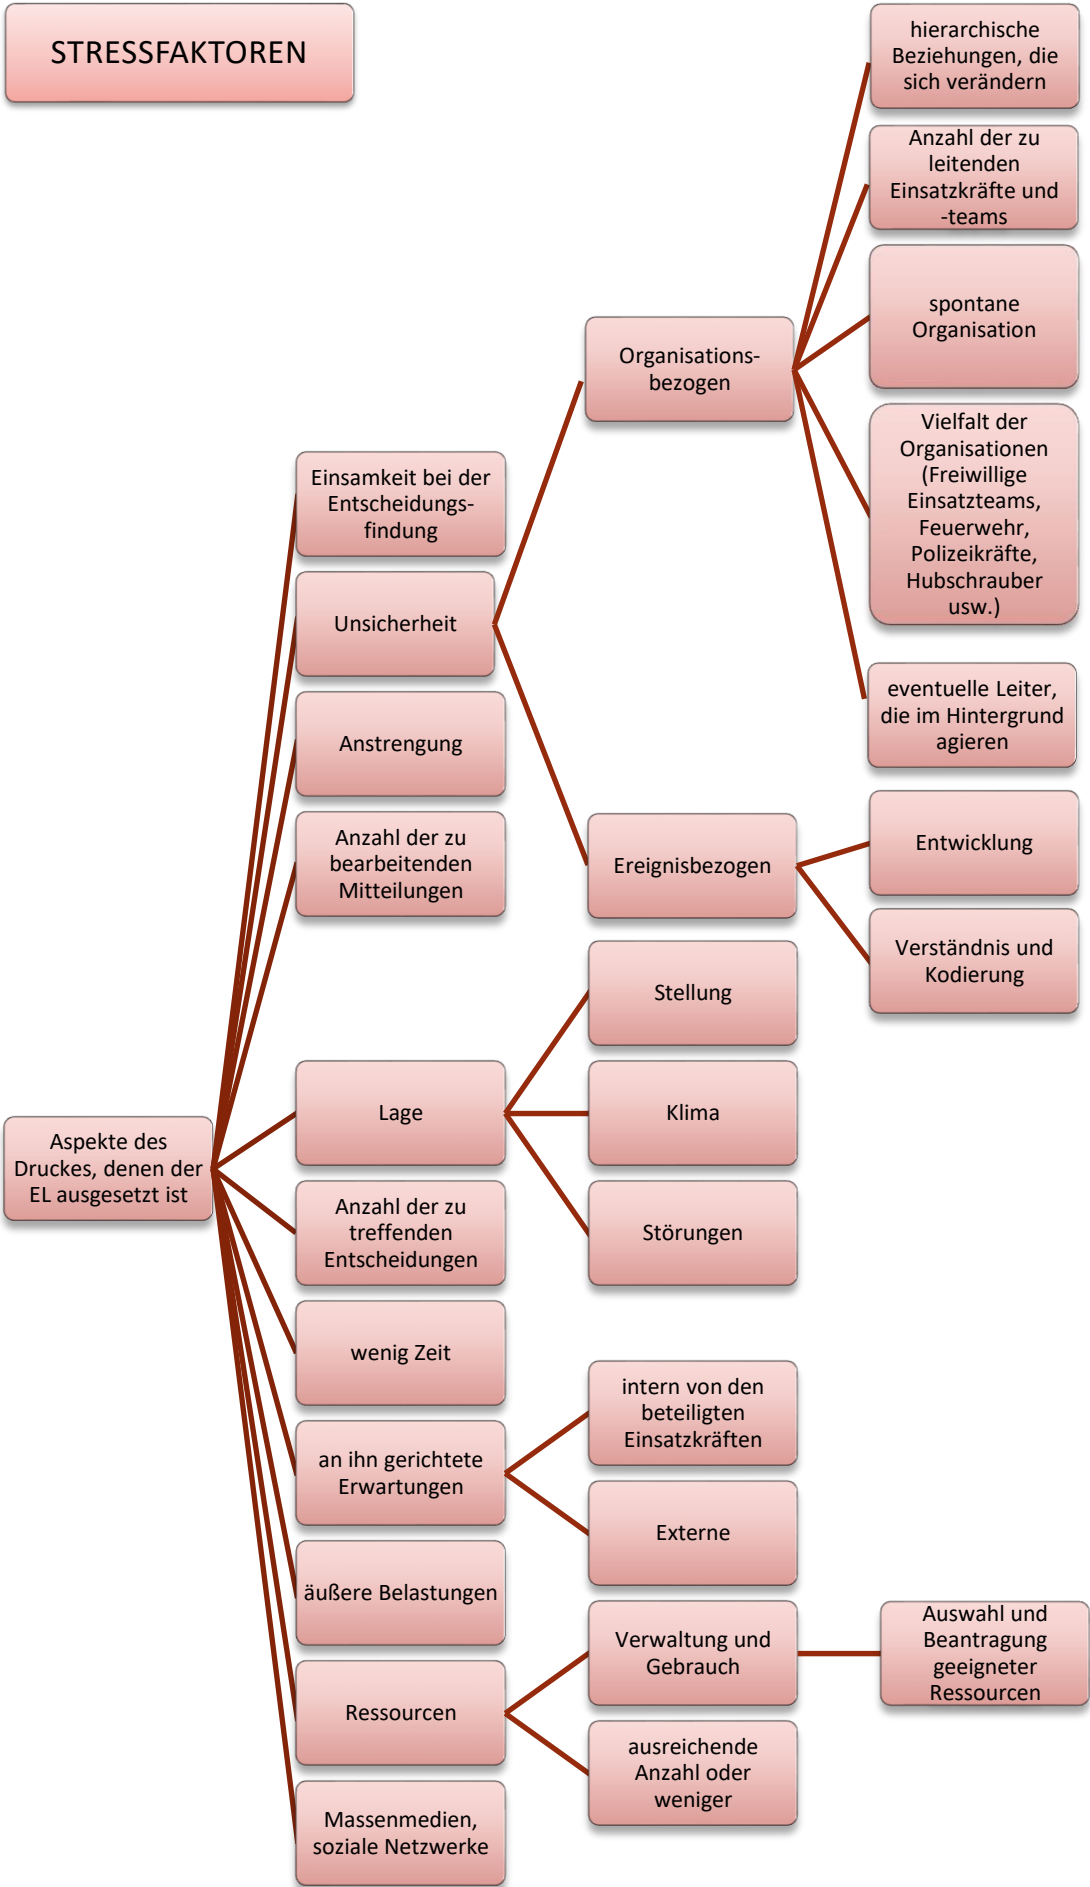 STRESSFAKTOREN
hierarchische
Beziehungen, die
sich verändern
Anzahl der zu
leitenden
Einsatzkräfte und
-teams
spontane
Organisation
Organisations-
bezogen
Vielfalt der
Organisationen
(Freiwillige
Einsatzteams,
Feuerwehr,
Polizeikräfte,
Hubschrauber
usw.)
Einsamkeit bei der
Entscheidungs-
findung
Unsicherheit
eventuelle Leiter,
die im Hintergrund
agieren
Anstrengung
Anzahl der zu
bearbeitenden
Mitteilungen
Ereignisbezogen
Entwicklung
Verständnis und
Kodierung
Stellung
Lage
Klima
Störungen
Aspekte des
Druckes, denen der
EL ausgesetzt ist
Anzahl der zu
treffenden
Entscheidungen
wenig Zeit
an ihn gerichtete
Erwartungen
intern von den
beteiligten
Einsatzkräften
Externe
äußere Belastungen
Ressourcen
Verwaltung und
Gebrauch
Auswahl und
Beantragung
geeigneter
Ressourcen
ausreichende
Anzahl oder
weniger
Massenmedien,
soziale Netzwerke